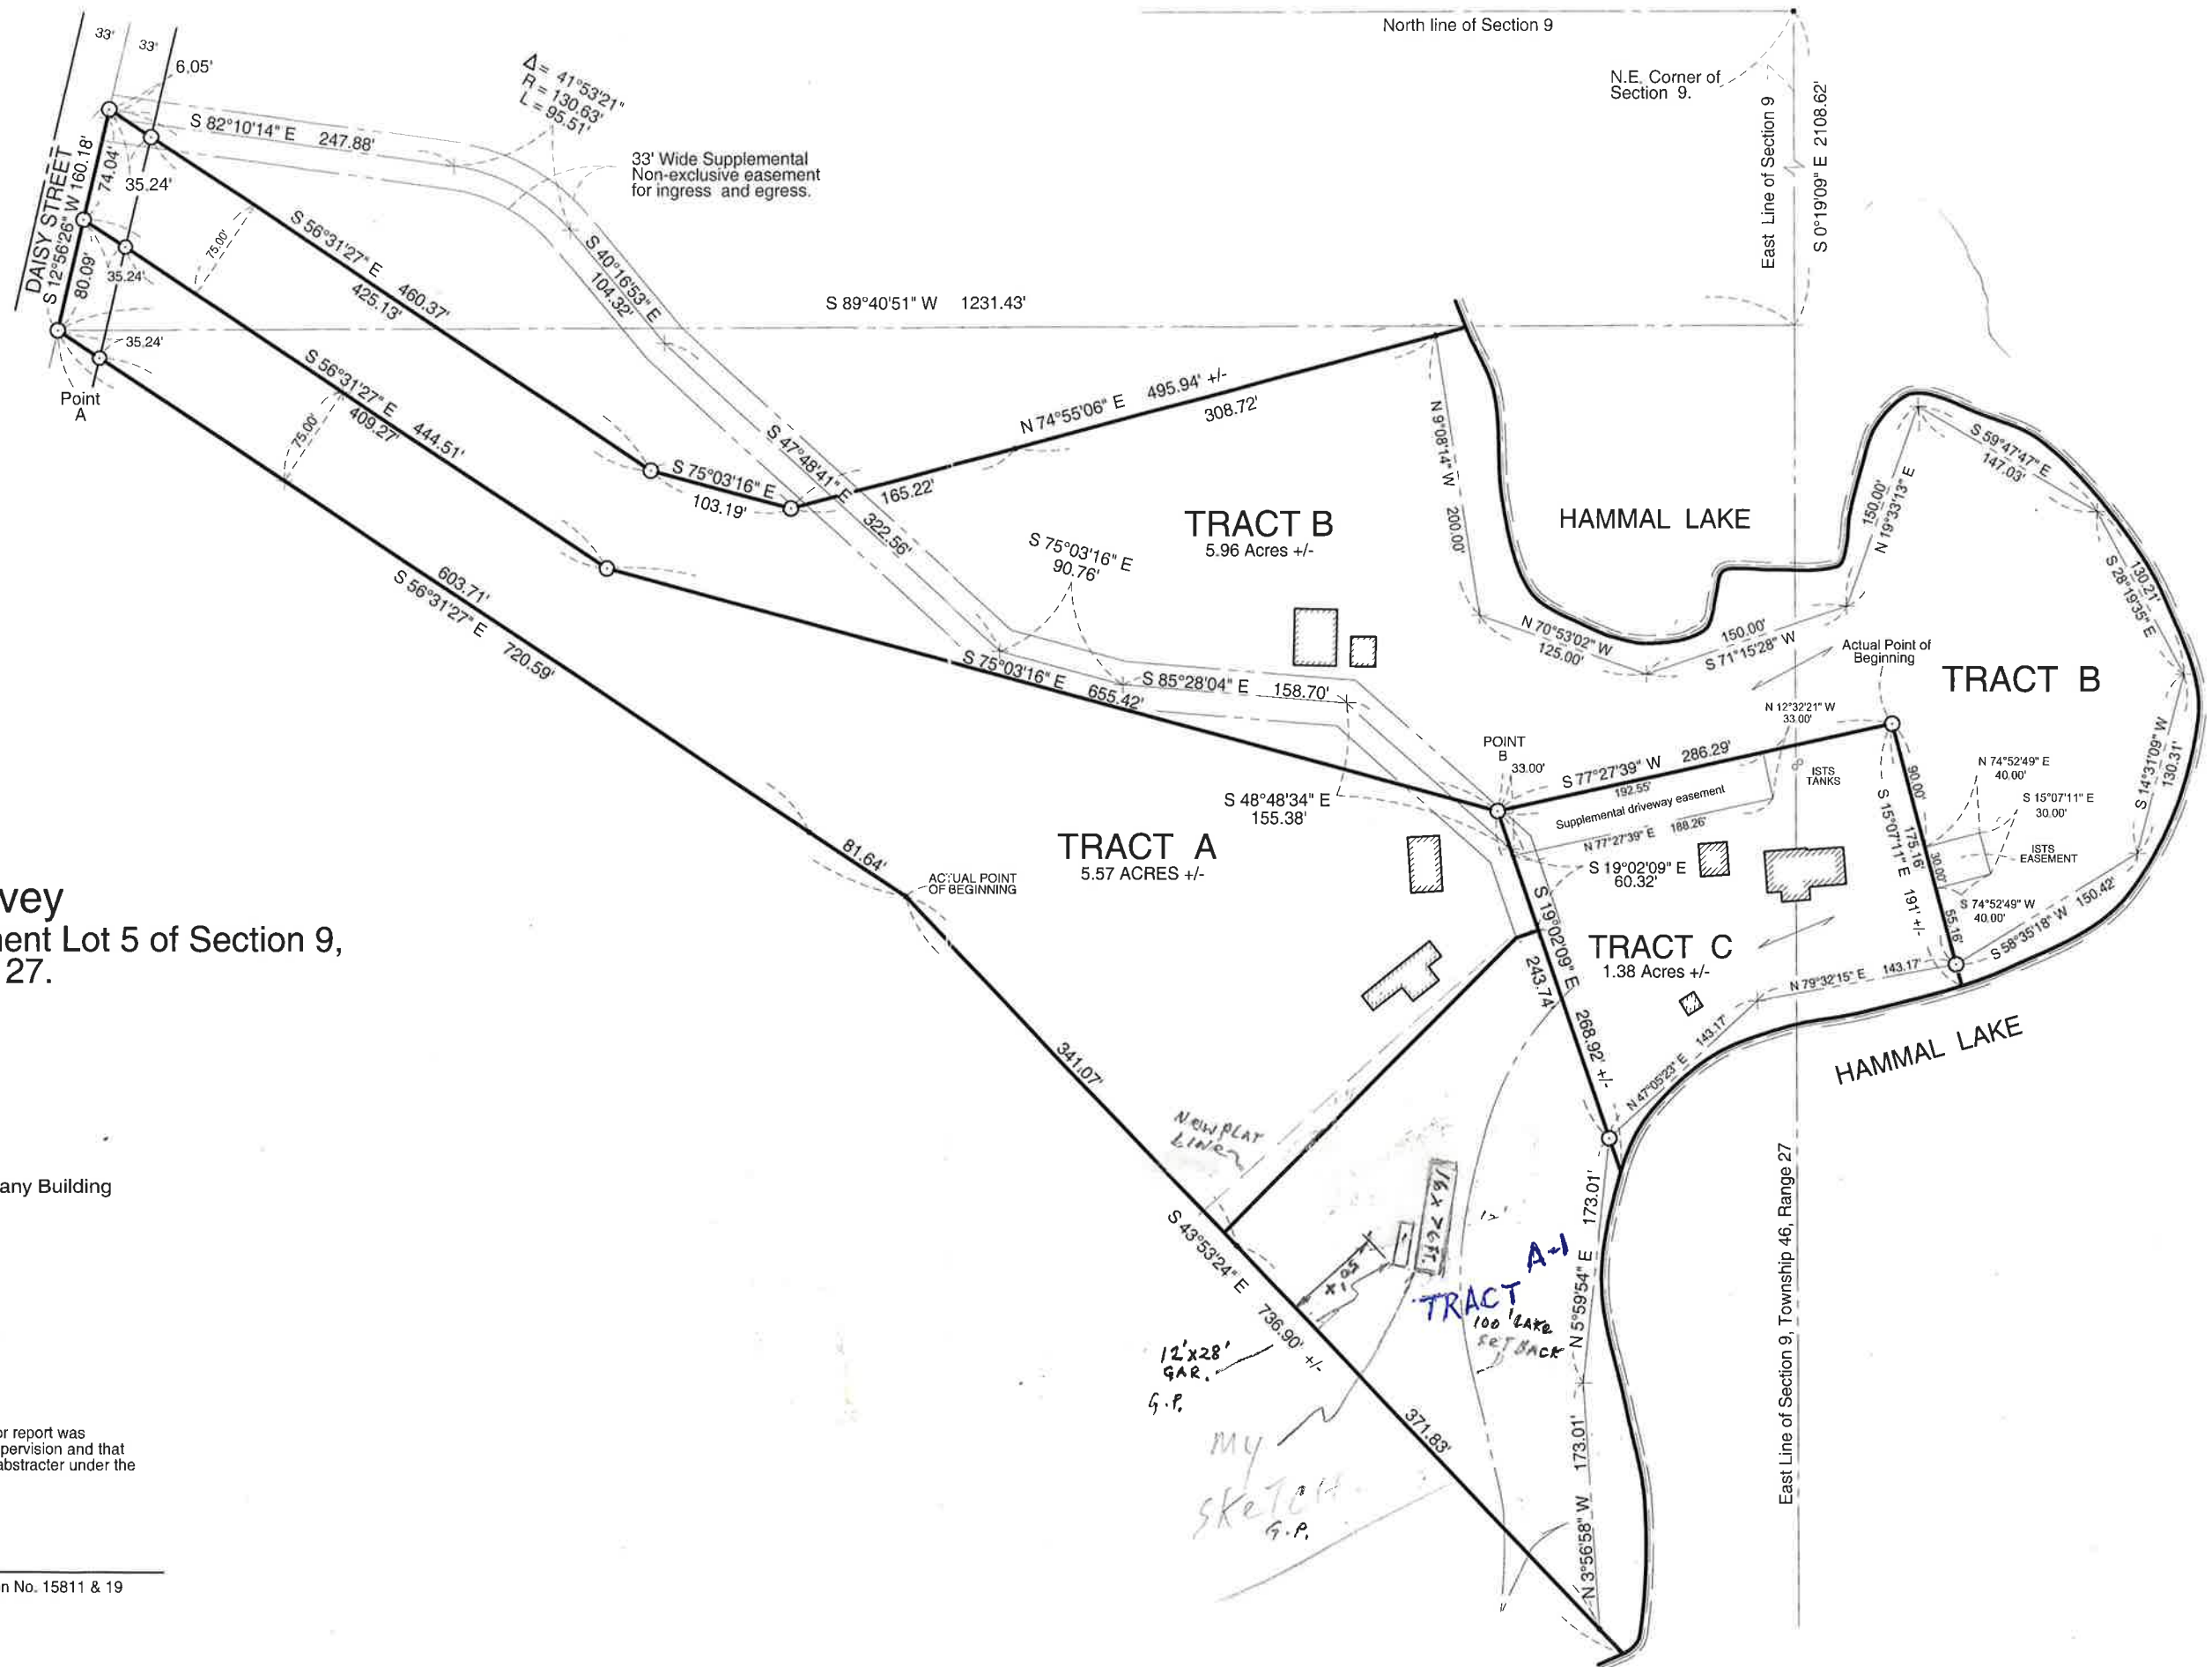 North line of Section 9
N.E. Corner of
Section 9.
East Line of Section 9
S 0°19'09" E 2108.62'
33'
33'
6.05'
Δ = 41°53'21"
R = 130.63'
L = 95.51'
S 82°10'14" E 247.88'
33' Wide Supplemental
Non-exclusive easement
for ingress and egress.
DAISY STREET
S 12°56'26" W 160.18'
74.04'
80.09'
35.24'
35.24'
35.24'
Point
A
75.00'
75.00'
S 56°31'27" E 460.37'
425.13'
S 56°31'27" E 444.51'
409.27'
S 40°16'53" E
104.32'
S 89°40'51" W 1231.43'
N 74°55'06" E 495.94' +/-
308.72'
165.22'
S 75°03'16" E
103.19'
S 47°48'41" E
322.56'
603.71'
S 56°31'27" E 720.59'
81.64'
S 75°03'16" E
90.76'
S 75°03'16" E 655.42'
S 85°28'04" E 158.70'
TRACT B
5.96 Acres +/-
N 9°08'14" W 200.00'
HAMMAL LAKE
N 70°53'02" W
125.00'
150.00'
S 71°15'28" W
150.00'
N 19°33'13" E
S 59°47'47" E
147.03'
130.21'
S 28°19'35" E
S 14°31'09" W
130.31'
Actual Point of
Beginning
TRACT B
N 12°32'21" W
33.00'
POINT
B
33.00'
S 77°27'39" W 286.29'
192.55'
Supplemental driveway easement
N 77°27'39" E 188.26'
ISTS
TANKS
90.00'
175.16'
S 15°07'11" E 191' +/-
30.00'
55.16'
N 74°52'49" E
40.00'
S 15°07'11" E
30.00'
ISTS
EASEMENT
S 74°52'49" W
40.00'
S 58°35'18" W 150.42'
S 48°48'34" E
155.38'
S 19°02'09" E
60.32'
TRACT A
5.57 ACRES +/-
ACTUAL POINT
OF BEGINNING
S 19°02'09" E 268.92' +/-
243.74'
TRACT C
1.38 Acres +/-
N 79°32'15" E 143.17'
N 47°05'23" E 143.17'
HAMMAL LAKE
vey
ent Lot 5 of Section 9,
27.
any Building
341.07'
NEW PLAT
LINE
S 43°53'24" E 736.90' +/-
371.83'
16 X 76 FT.
12'
50'
TRACT A-1
100' LAKE
SETBACK
12'x28'
GAR.
G.P.
MY
SKETCH
G.P.
173.01'
N 5°59'54" E
173.01'
N 3°56'58" W
East Line of Section 9, Township 46, Range 27
or report was
pervision and that
abstracter under the
n No. 15811 & 19